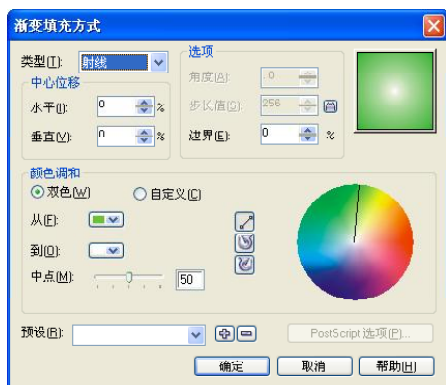 渐变填充方式
类型(T): 射线
选项
角度(A): .0
中心位移
水平(I): 0 %
步长值(S): 256
垂直(V): 0 %
边界(E): 0 %
颜色调和
双色(W) 自定义(C)
从(F):
到(O):
中点(M): 50
预设(R):
PostScript 选项(P)...
确定 取消 帮助(H)